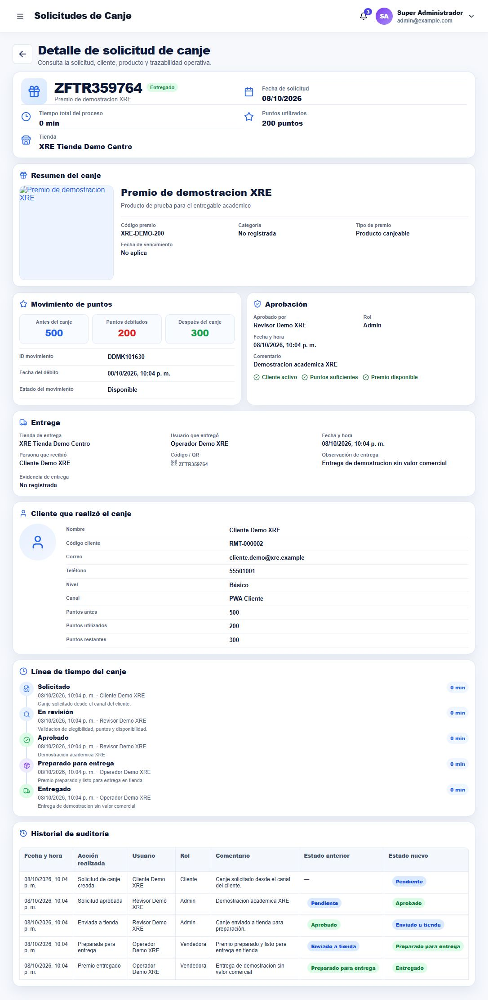 Solicitudes de Canje
3
SA
Super Administrador
admin@example.com
Detalle de solicitud de canje
Consulta la solicitud, cliente, producto y trazabilidad operativa.
ZFTR359764
Entregado
Premio de demostracion XRE
Fecha de solicitud
08/10/2026
Tiempo total del proceso
0 min
Puntos utilizados
200 puntos
Tienda
XRE Tienda Demo Centro
Resumen del canje
Premio de demostracion
XRE
Premio de demostracion XRE
Producto de prueba para el entregable academico
Código premio
XRE-DEMO-200
Categoría
No registrada
Tipo de premio
Producto canjeable
Fecha de vencimiento
No aplica
Movimiento de puntos
Antes del canje
500
Puntos debitados
200
Después del canje
300
ID movimiento
DDMK101630
Fecha del débito
08/10/2026, 10:04 p. m.
Estado del movimiento
Disponible
Aprobación
Aprobado por
Revisor Demo XRE
Rol
Admin
Fecha y hora
08/10/2026, 10:04 p. m.
Comentario
Demostracion academica XRE
Cliente activo
Puntos suficientes
Premio disponible
Entrega
Tienda de entrega
XRE Tienda Demo Centro
Usuario que entregó
Operador Demo XRE
Fecha y hora
08/10/2026, 10:04 p. m.
Persona que recibió
Cliente Demo XRE
Código / QR
ZFTR359764
Observación de entrega
Entrega de demostracion sin valor comercial
Evidencia de entrega
No registrada
Cliente que realizó el canje
Nombre
Cliente Demo XRE
Código cliente
RMT-000002
Correo
cliente.demo@xre.example
Teléfono
55501001
Nivel
Básico
Canal
PWA Cliente
Puntos antes
500
Puntos utilizados
200
Puntos restantes
300
Línea de tiempo del canje
Solicitado
0 min
08/10/2026, 10:04 p. m. · Cliente Demo XRE
Canje solicitado desde el canal del cliente.
En revisión
0 min
08/10/2026, 10:04 p. m. · Revisor Demo XRE
Validación de elegibilidad, puntos y disponibilidad.
Aprobado
0 min
08/10/2026, 10:04 p. m. · Revisor Demo XRE
Demostracion academica XRE
Preparado para entrega
0 min
08/10/2026, 10:04 p. m. · Operador Demo XRE
Premio preparado y listo para entrega en tienda.
Entregado
0 min
08/10/2026, 10:04 p. m. · Operador Demo XRE
Entrega de demostracion sin valor comercial
Historial de auditoría
Fecha y hora
Acción
realizada
Usuario
Rol
Comentario
Estado anterior
Estado nuevo
08/10/2026, 10:04
p. m.
Solicitud de canje
creada
Cliente Demo
XRE
Cliente
Canje solicitado desde el canal
del cliente.
—
Pendiente
08/10/2026, 10:04
p. m.
Solicitud aprobada
Revisor Demo
XRE
Admin
Demostracion academica XRE
Pendiente
Aprobado
08/10/2026, 10:04
p. m.
Enviada a tienda
Revisor Demo
XRE
Admin
Canje enviado a tienda para
preparación.
Aprobado
Enviado a tienda
08/10/2026, 10:04
p. m.
Preparada para
entrega
Operador
Demo XRE
Vendedora
Premio preparado y listo para
entrega en tienda.
Enviado a tienda
Preparado para entrega
08/10/2026, 10:04
p. m.
Premio entregado
Operador
Demo XRE
Vendedora
Entrega de demostracion sin
valor comercial
Preparado para entrega
Entregado